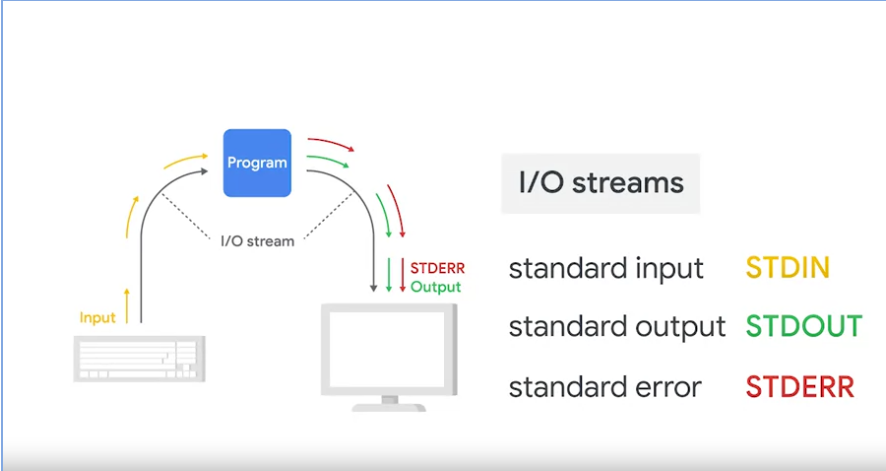 Program
I/O stream
STDERR
Output
Input
I/O streams
standard input STDIN
standard output STDOUT
standard error STDERR